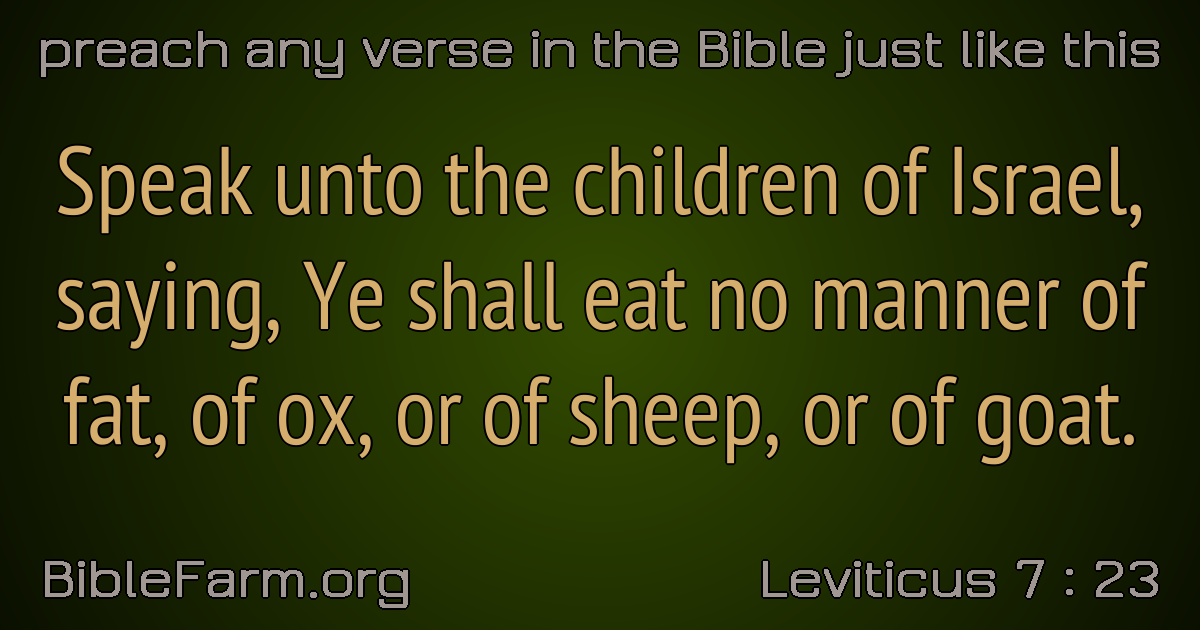 preach any verse in the Bible just like this
Speak unto the children of Israel,
saying, Ye shall eat no manner of
fat, of ox, or of sheep, or of goat.
BibleFarm.org
Leviticus 7 : 23